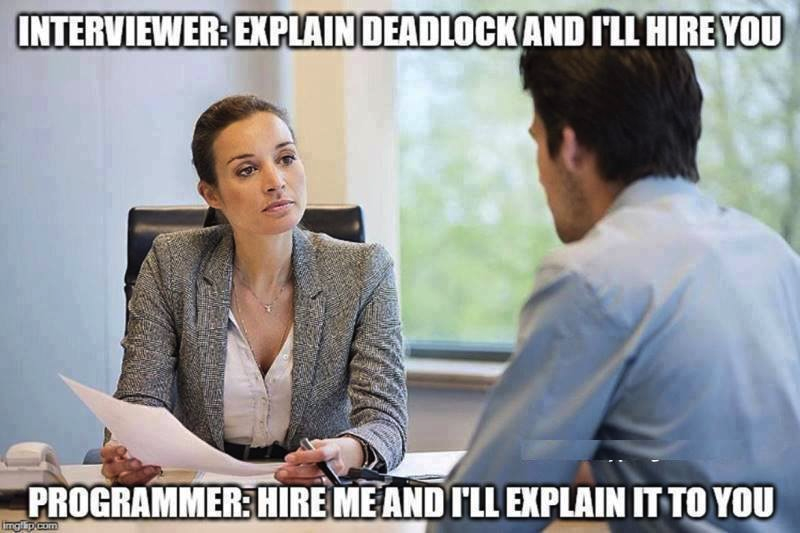 INTERVIEWER: EXPLAIN DEADLOCK AND I'LL HIRE YOU
PROGRAMMER: HIRE ME AND I'LL EXPLAIN IT TO YOU
imgflip.com